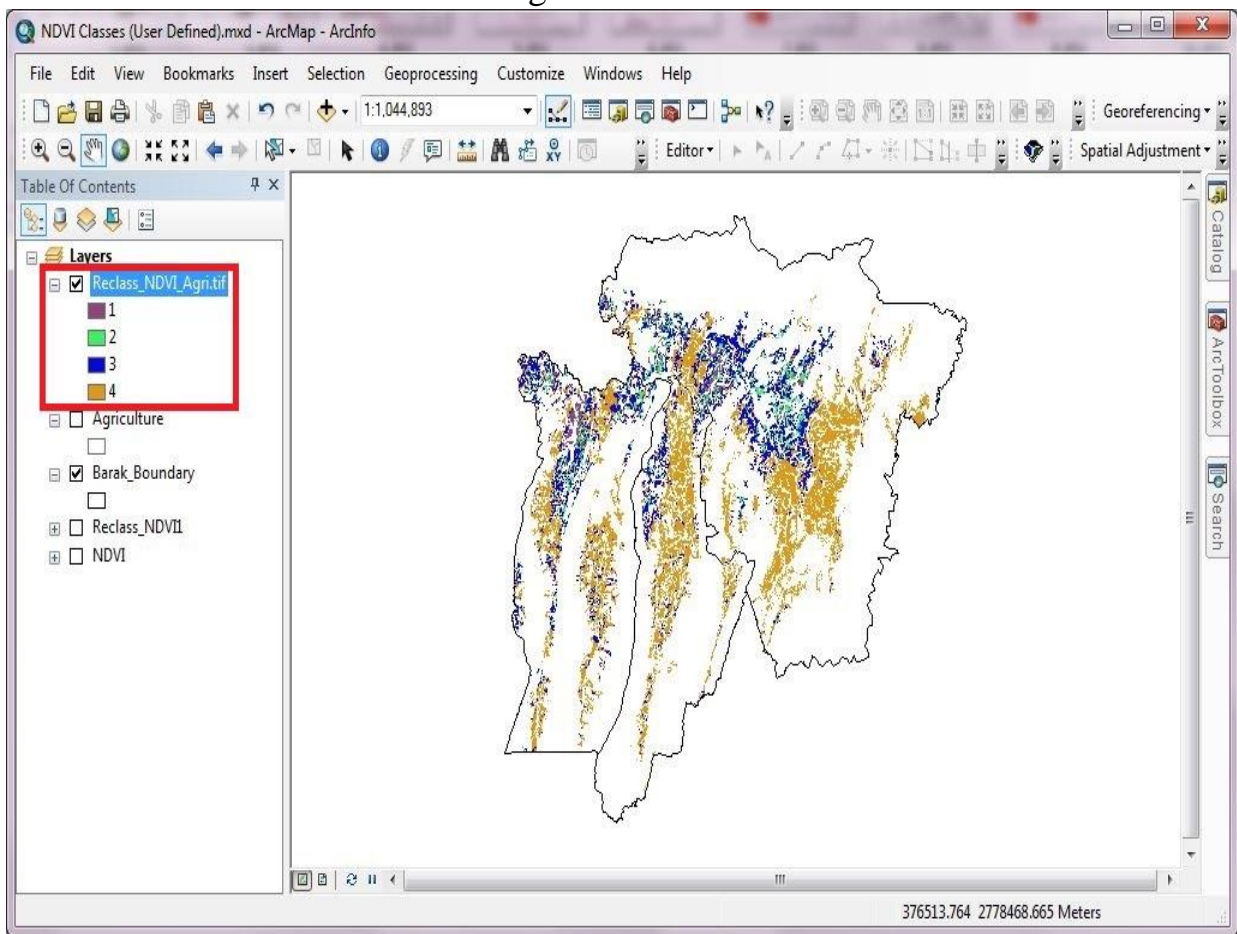 NDVI Classes (User Defined).mxd - ArcMap - ArcInfo
File Edit View Bookmarks Insert Selection Geoprocessing Customize Windows Help
1:1,044,893
Georeferencing
Editor
Spatial Adjustment
Table Of Contents
Layers
Reclass_NDVI_Agri.tif
1
2
3
4
Agriculture
Barak_Boundary
Reclass_NDVI1
NDVI
Catalog
ArcToolbox
Search
376513.764 2778468.665 Meters